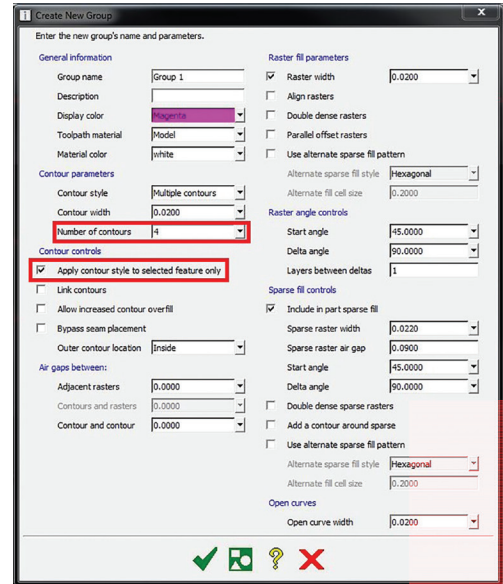 Create New Group
x
Enter the new group's name and parameters.
General information
Group name Group 1
Description
Display color Magenta
Toolpath material Model
Material color white
Contour parameters
Contour style Multiple contours
Contour width 0.0200
Number of contours 4
Contour controls
Apply contour style to selected feature only
Link contours
Allow increased contour overfill
Bypass seam placement
Outer contour location Inside
Air gaps between:
Adjacent rasters 0.0000
Contours and rasters 0.0000
Contour and contour 0.0000
Raster fill parameters
Raster width 0.0200
Align rasters
Double dense rasters
Parallel offset rasters
Use alternate sparse fill pattern
Alternate sparse fill style Hexagonal
Alternate fill cell size 0.2000
Raster angle controls
Start angle 45.0000
Delta angle 90.0000
Layers between deltas 1
Sparse fill controls
Include in part sparse fill
Sparse raster width 0.0220
Sparse raster air gap 0.0900
Start angle 45.0000
Delta angle 90.0000
Double dense sparse rasters
Add a contour around sparse
Use alternate sparse fill pattern
Alternate sparse fill style Hexagonal
Alternate fill cell size 0.2000
Open curves
Open curve width 0.0200
?